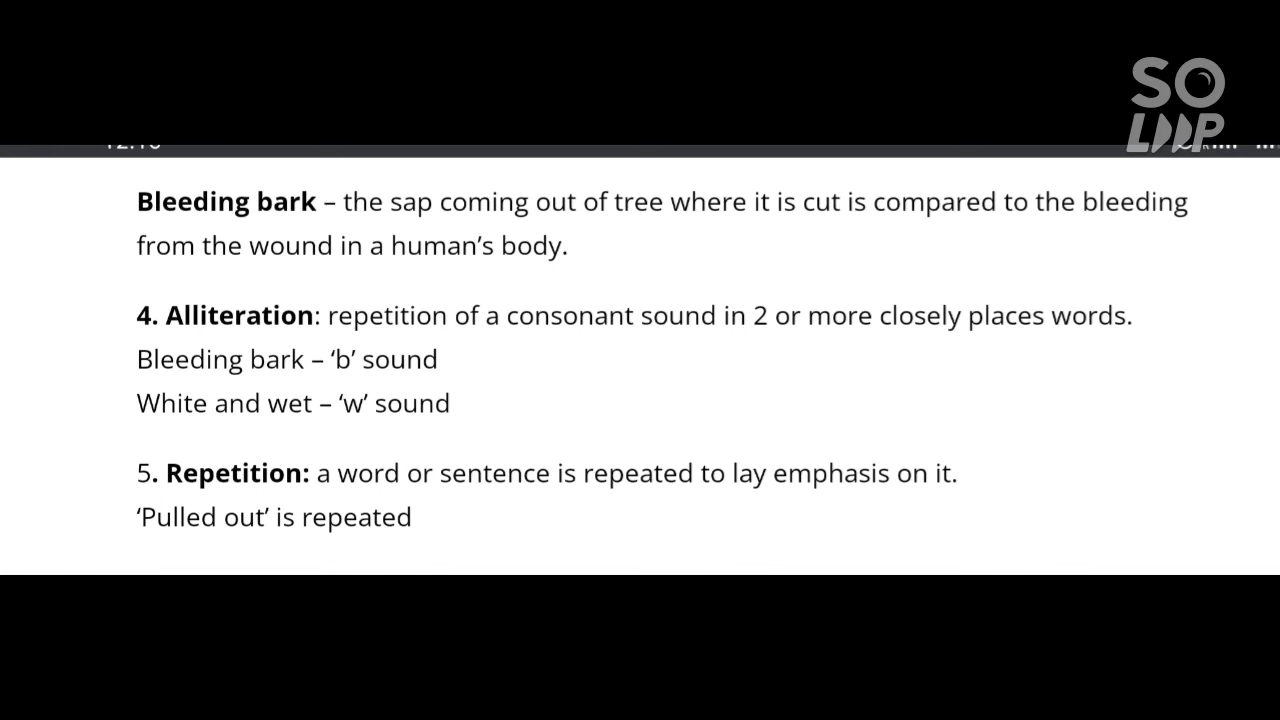 SO
LOOP
Bleeding bark – the sap coming out of tree where it is cut is compared to the bleeding
from the wound in a human’s body.
4. Alliteration: repetition of a consonant sound in 2 or more closely places words.
Bleeding bark – ‘b’ sound
White and wet – ‘w’ sound
5. Repetition: a word or sentence is repeated to lay emphasis on it.
‘Pulled out’ is repeated